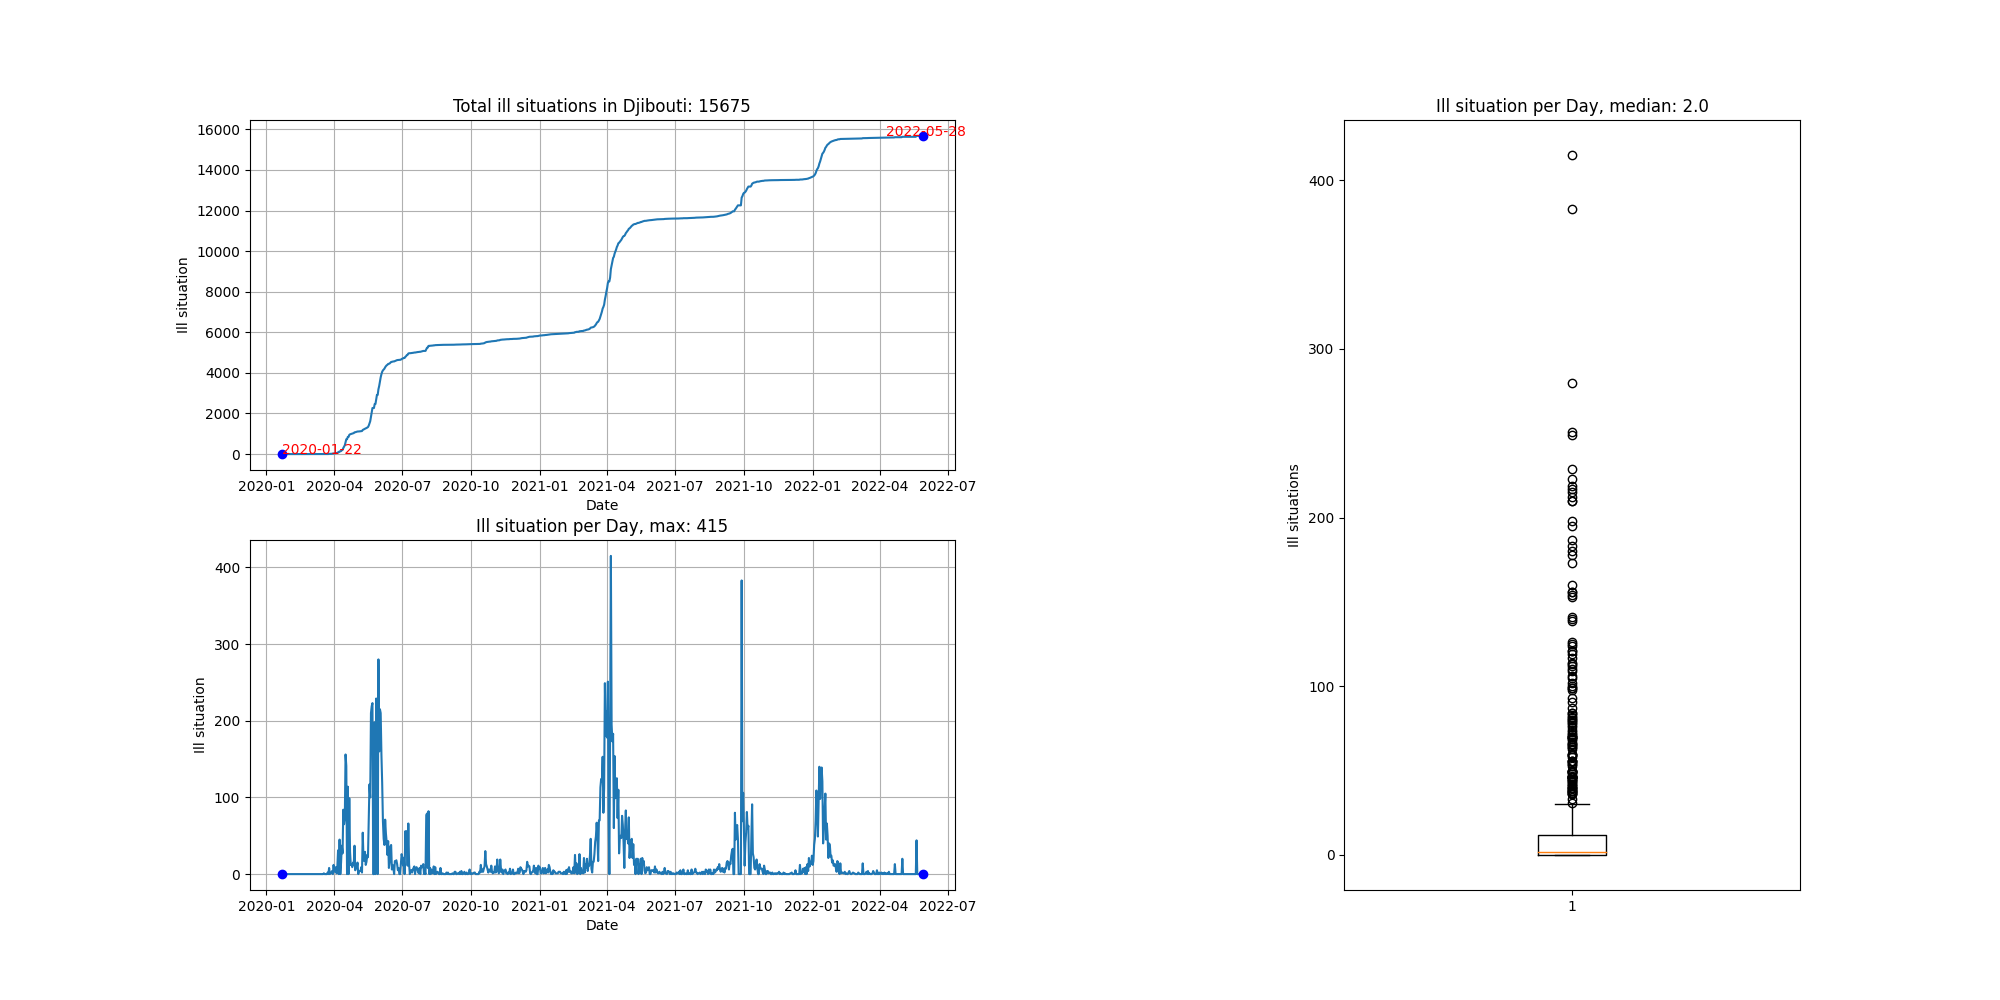 Total ill situations in Djibouti: 15675
Ill situation
16000
14000
12000
10000
8000
6000
4000
2000
0
2020-01-22
2022-05-28
2020-01 2020-04 2020-07 2020-10 2021-01 2021-04 2021-07 2021-10 2022-01 2022-04 2022-07
Date
Ill situation per Day, max: 415
Ill situation
400
300
200
100
0
2020-01 2020-04 2020-07 2020-10 2021-01 2021-04 2021-07 2021-10 2022-01 2022-04 2022-07
Date
Ill situation per Day, median: 2.0
Ill situations
400
300
200
100
0
1